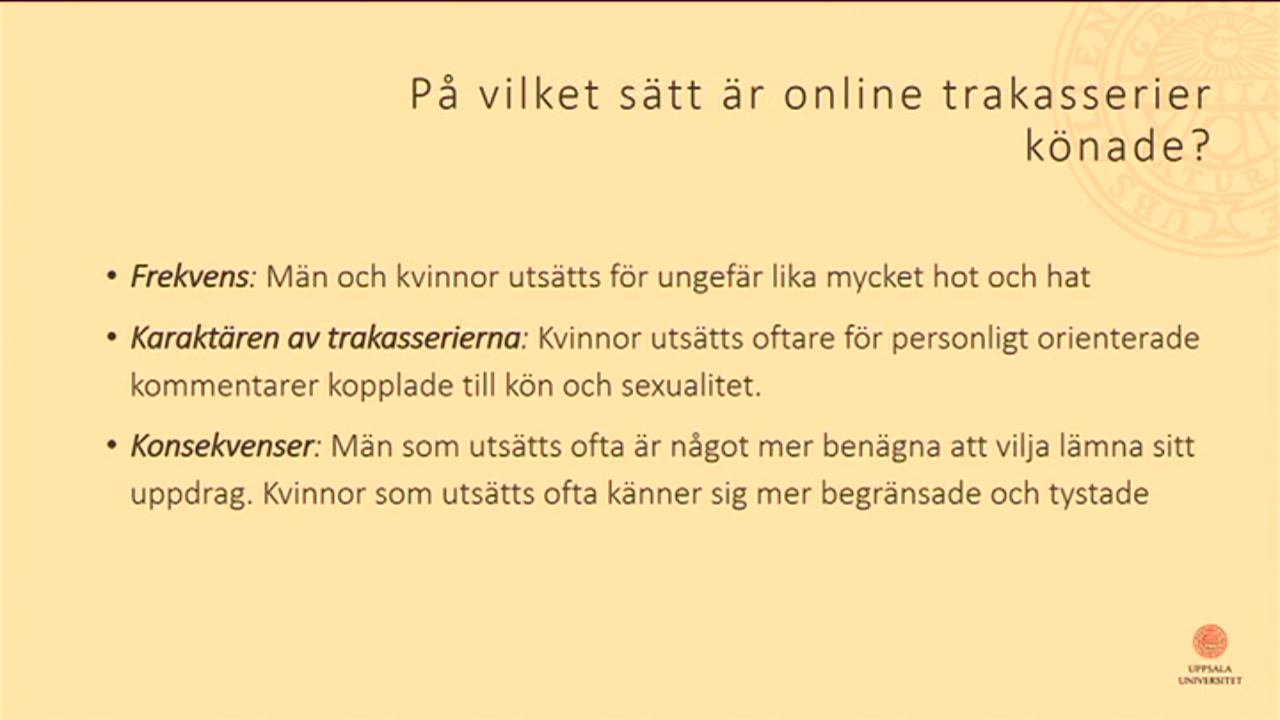 På vilket sätt är online trakasserier
könade?
• Frekvens: Män och kvinnor utsätts för ungefär lika mycket hot och hat
• Karaktären av trakasserierna: Kvinnor utsätts oftare för personligt orienterade
kommentarer kopplade till kön och sexualitet.
• Konsekvenser: Män som utsätts ofta är något mer benägna att vilja lämna sitt
uppdrag. Kvinnor som utsätts ofta känner sig mer begränsade och tystade
UPPSALA
UNIVERSITET